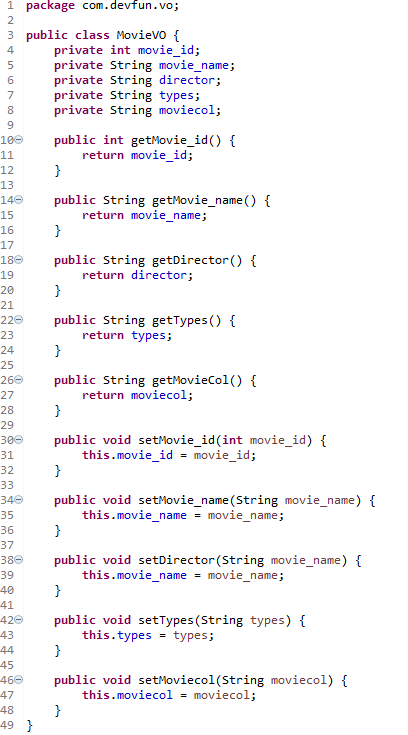 1 package com.devfun.vo;
2
3 public class MovieVO {
4     private int movie_id;
5     private String movie_name;
6     private String director;
7     private String types;
8     private String moviecol;
9
10     public int getMovie_id() {
11         return movie_id;
12     }
13
14     public String getMovie_name() {
15         return movie_name;
16     }
17
18     public String getDirector() {
19         return director;
20     }
21
22     public String getTypes() {
23         return types;
24     }
25
26     public String getMovieCol() {
27         return moviecol;
28     }
29
30     public void setMovie_id(int movie_id) {
31         this.movie_id = movie_id;
32     }
33
34     public void setMovie_name(String movie_name) {
35         this.movie_name = movie_name;
36     }
37
38     public void setDirector(String movie_name) {
39         this.movie_name = movie_name;
40     }
41
42     public void setTypes(String types) {
43         this.types = types;
44     }
45
46     public void setMoviecol(String moviecol) {
47         this.moviecol = moviecol;
48     }
49 }